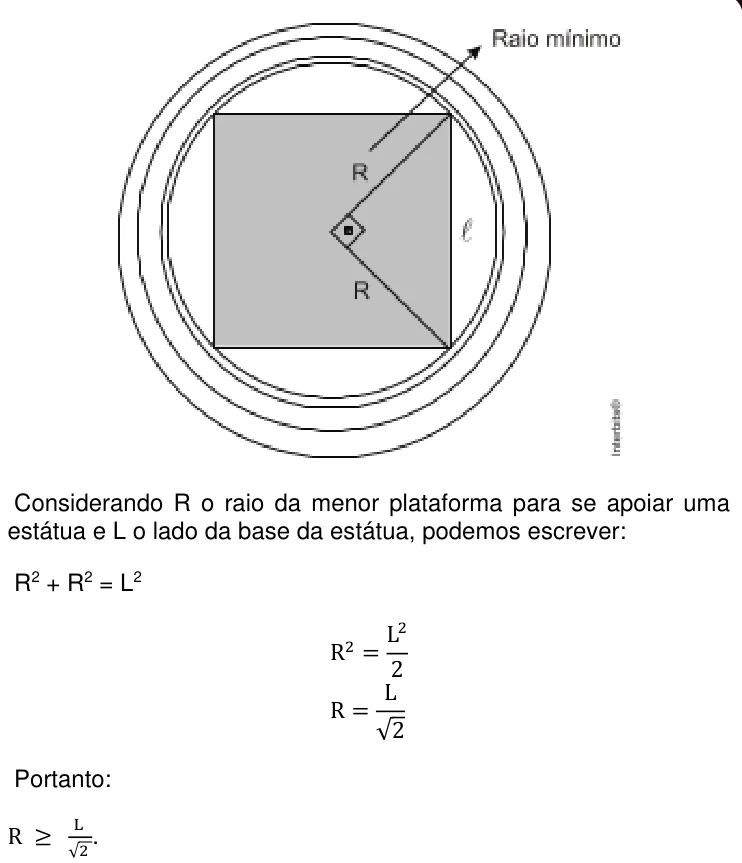 Raio mínimo
R
ℓ
R
Interbits®
Considerando R o raio da menor plataforma para se apoiar uma
estátua e L o lado da base da estátua, podemos escrever:
R² + R² = L²
R² = L²/2
R = L/√2
Portanto:
R ≥ L/√2.